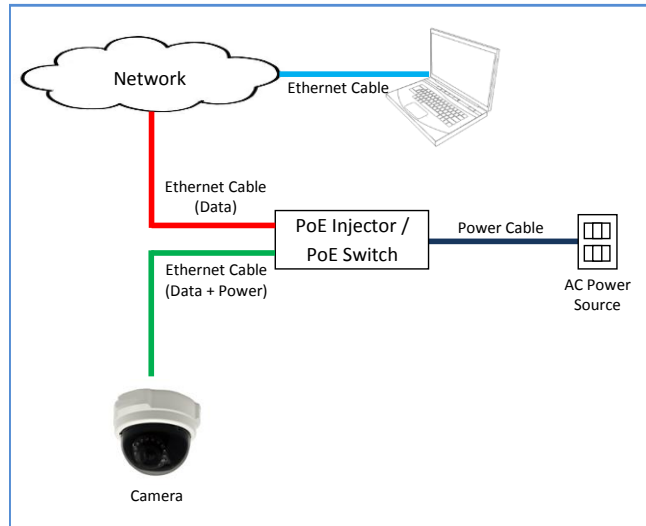 Network
Ethernet Cable
Ethernet Cable
(Data)
PoE Injector /
PoE Switch
Power Cable
Ethernet Cable
(Data + Power)
AC Power
Source
Camera